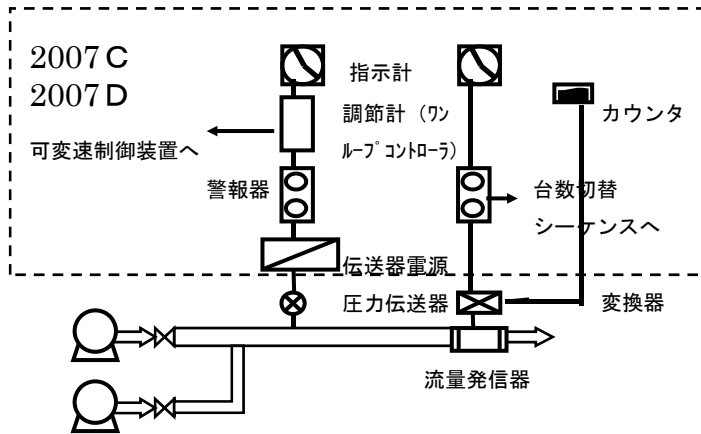 2007C
2007D
指示計
調節計（ワン
ﾙｰﾌﾟｺﾝﾄﾛｰﾗ）
カウンタ
可変速制御装置へ
警報器
台数切替
シーケンスへ
伝送器電源
圧力伝送器
変換器
流量発信器